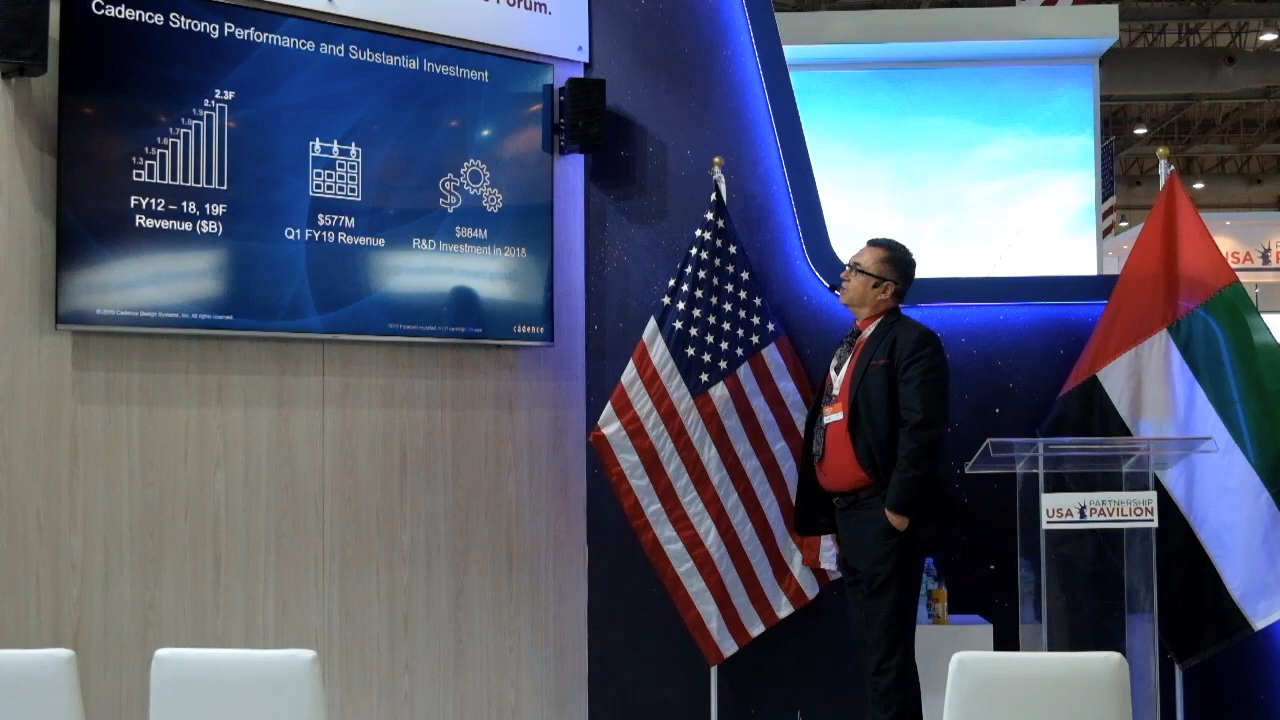 Forum.
Cadence Strong Performance and Substantial Investment
1.3
1.5
1.6
1.7
1.8
1.9
2.1
2.3F
FY12 – 18, 19F
Revenue ($B)
$577M
Q1 FY19 Revenue
$884M
R&D Investment in 2018
cādence
USA
PARTNERSHIP
USA PAVILION